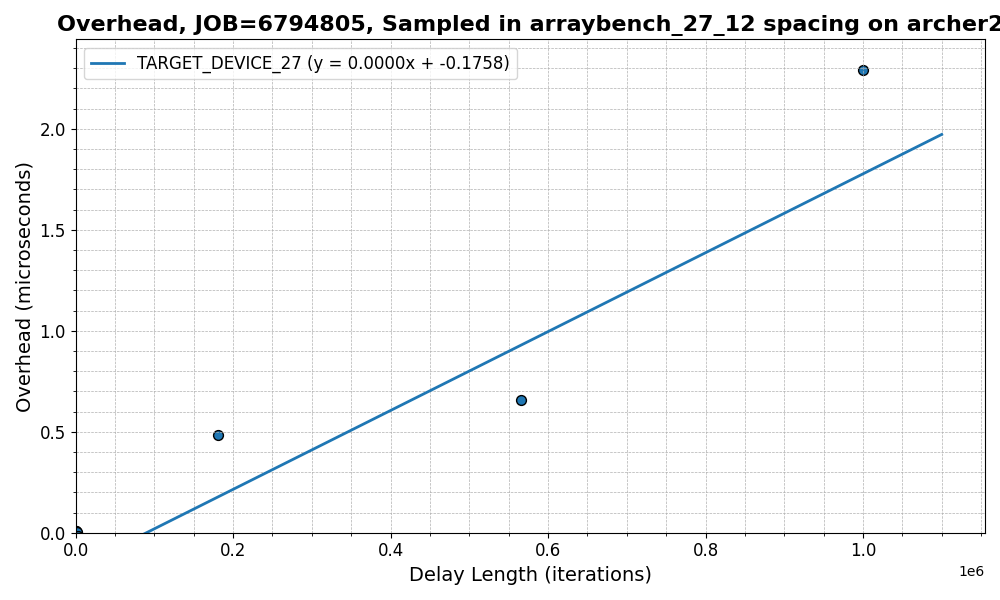 Overhead, JOB=6794805, Sampled in arraybench_27_12 spacing on archer2
TARGET_DEVICE_27 (y = 0.0000x + -0.1758)
Overhead (microseconds)
2.0
1.5
1.0
0.5
0.0
0.0 0.2 0.4 0.6 0.8 1.0
1e6
Delay Length (iterations)